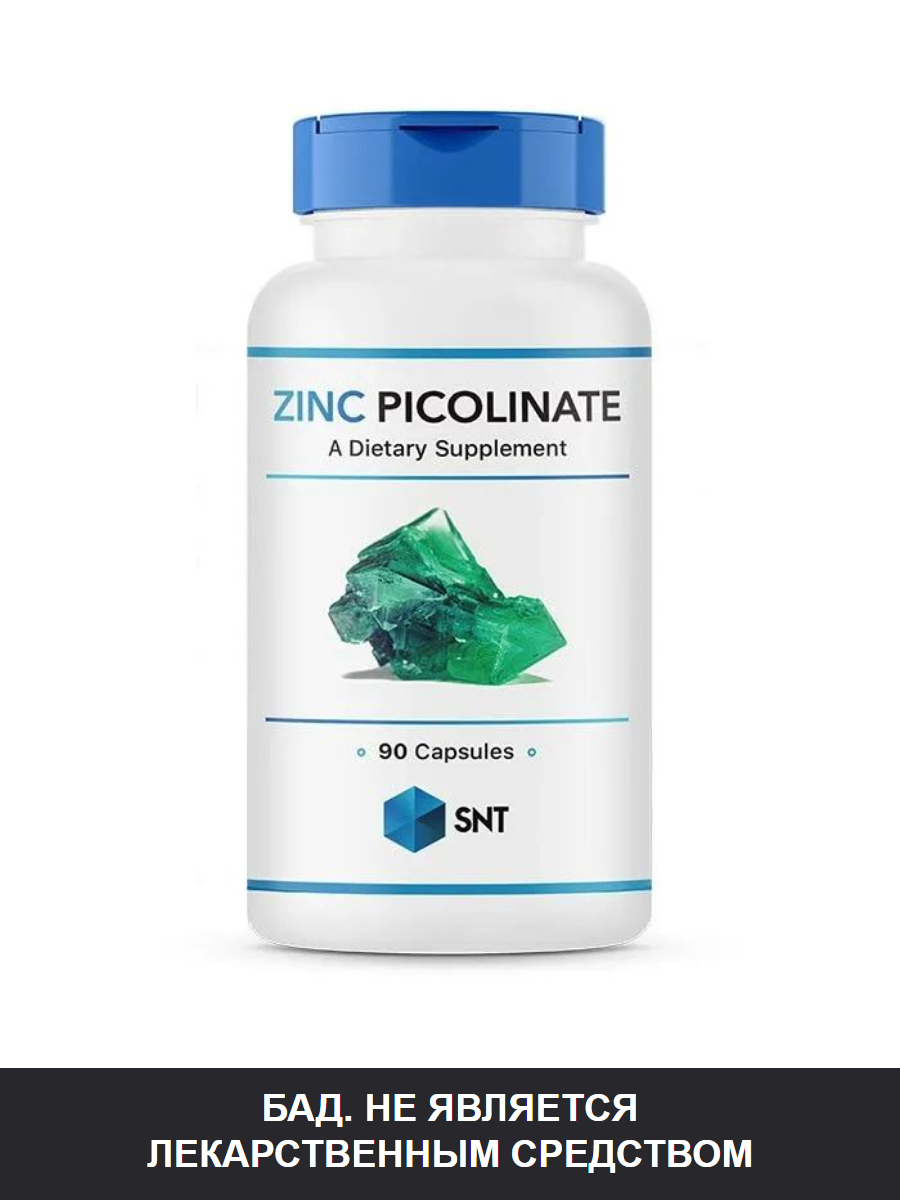 ZINC PICOLINATE
A Dietary Supplement
90 Capsules
SNT
БАД. НЕ ЯВЛЯЕТСЯ
ЛЕКАРСТВЕННЫМ СРЕДСТВОМ